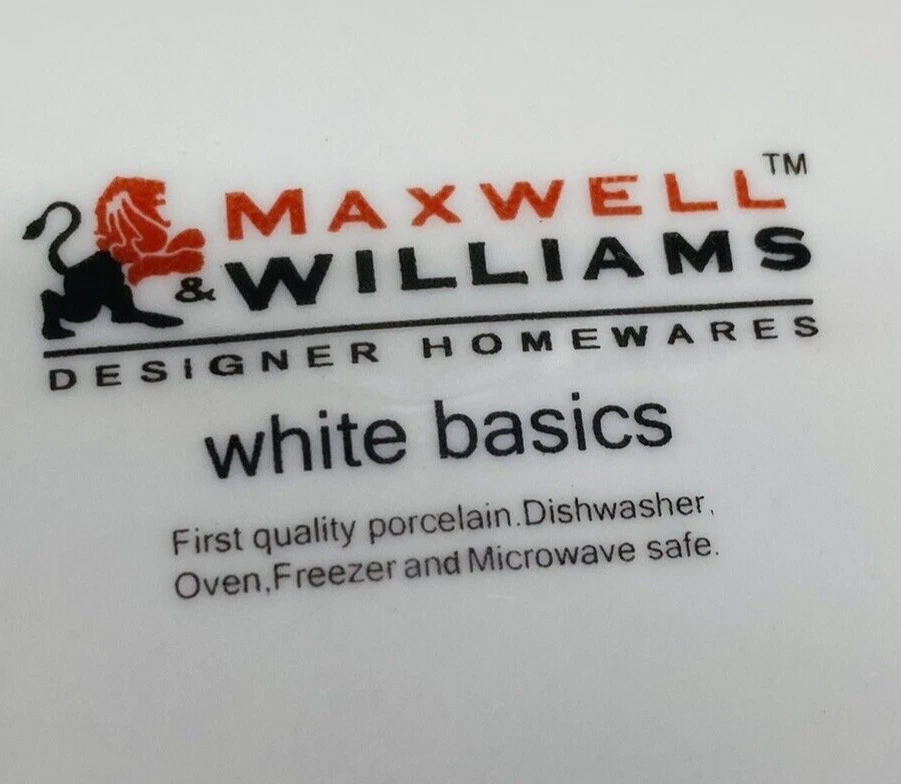 MAXWELL™
& WILLIAMS
DESIGNER HOMEWARES
white basics
First quality porcelain.Dishwasher,
Oven,Freezer and Microwave safe.